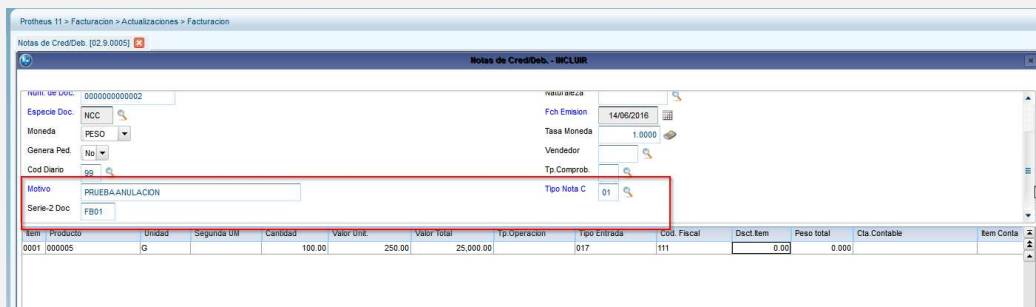 Protheus 11 > Facturacion > Actualizaciones > Facturacion
Notas de Cred/Deb. [02.9.0005]
Notas de Cred/Deb. - INCLUIR
Num. de Doc. 0000000000002 Naturaleza
Especie Doc. NCC Fch Emision 14/06/2016
Moneda PESO Tasa Moneda 1.0000
Genera Ped. No Vendedor
Cod Diario 99 Tp.Comprob.
Motivo PRUEBA ANULACION Tipo Nota C 01
Serie-2 Doc FB01
Item Producto Unidad Segunda UM Cantidad Valor Unit. Valor Total Tp.Operacion Tipo Entrada Cod. Fiscal Dsct.Item Peso total Cta.Contable Item Conta
0001 000005 G 100.00 250.00 25,000.00 017 111 0.00 0.000